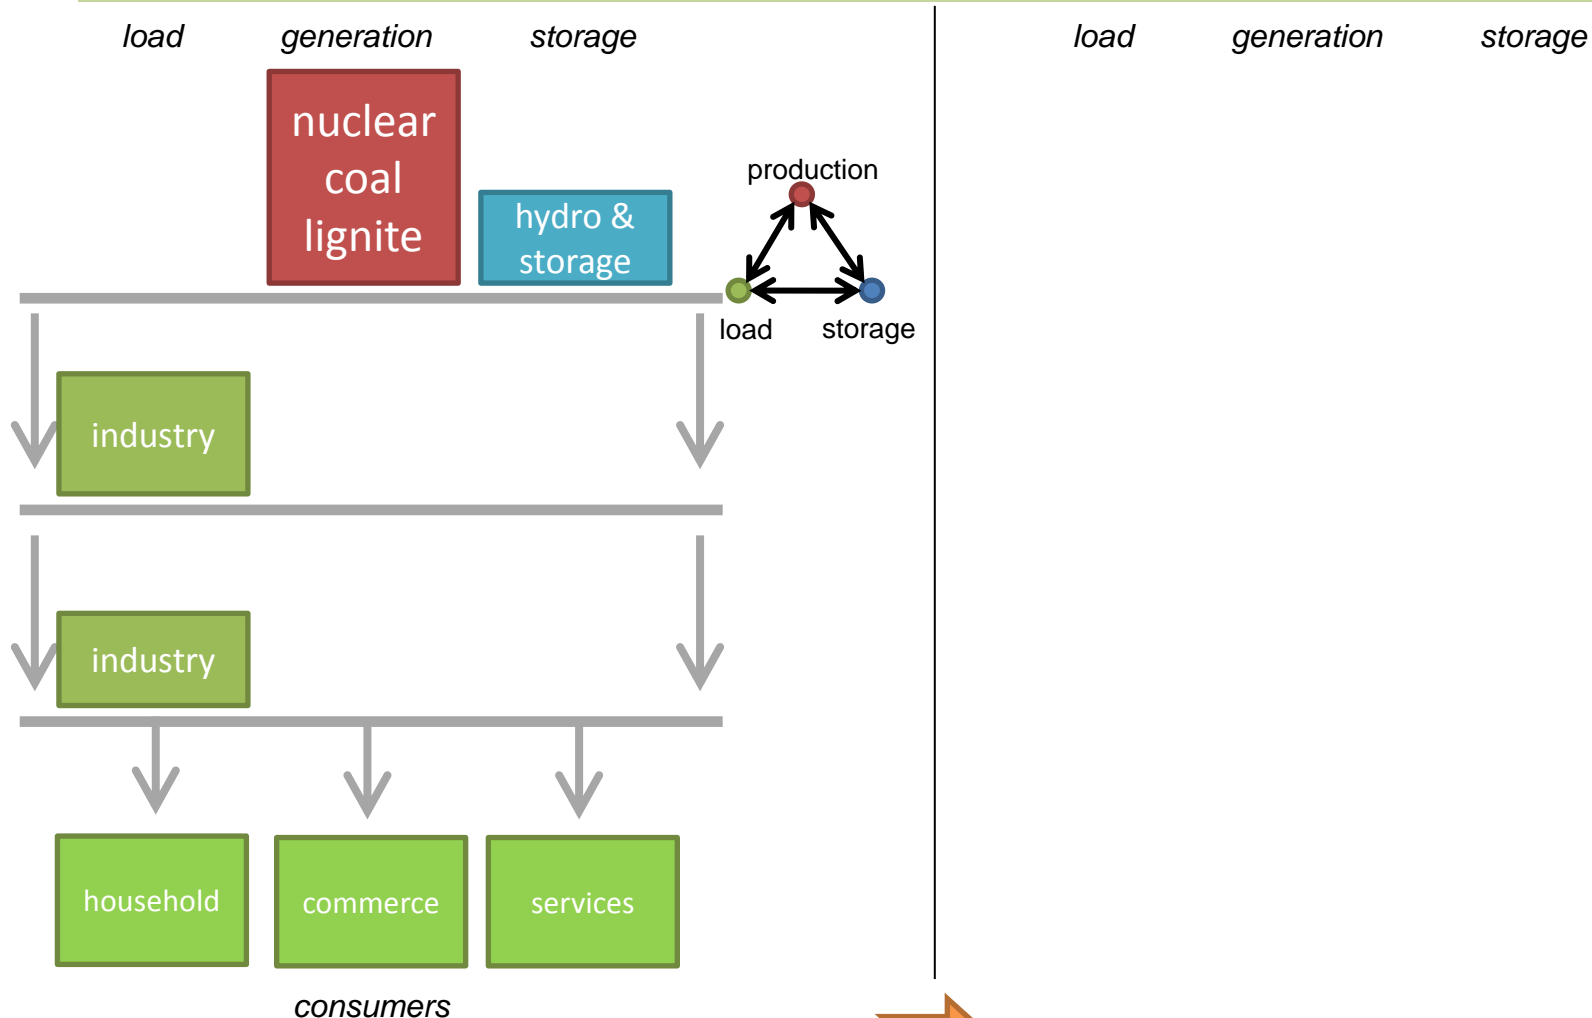 load generation storage
load generation storage
nuclear
coal
lignite
hydro &
storage
production
load storage
industry
industry
household
commerce
services
consumers